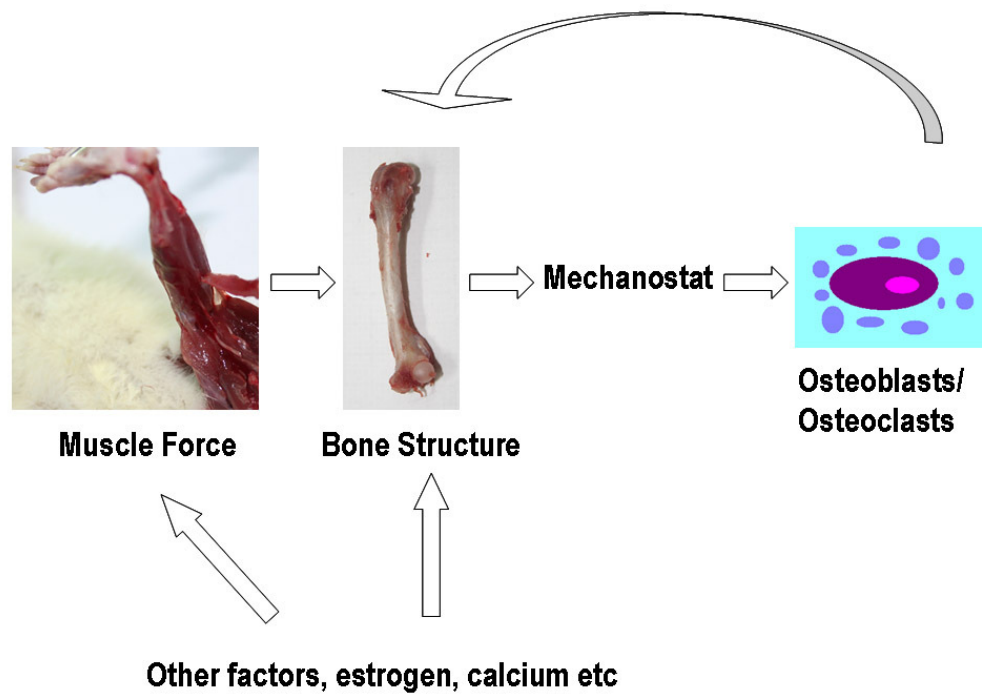 Mechanostat
Osteoblasts/
Osteoclasts
Muscle Force
Bone Structure
Other factors, estrogen, calcium etc